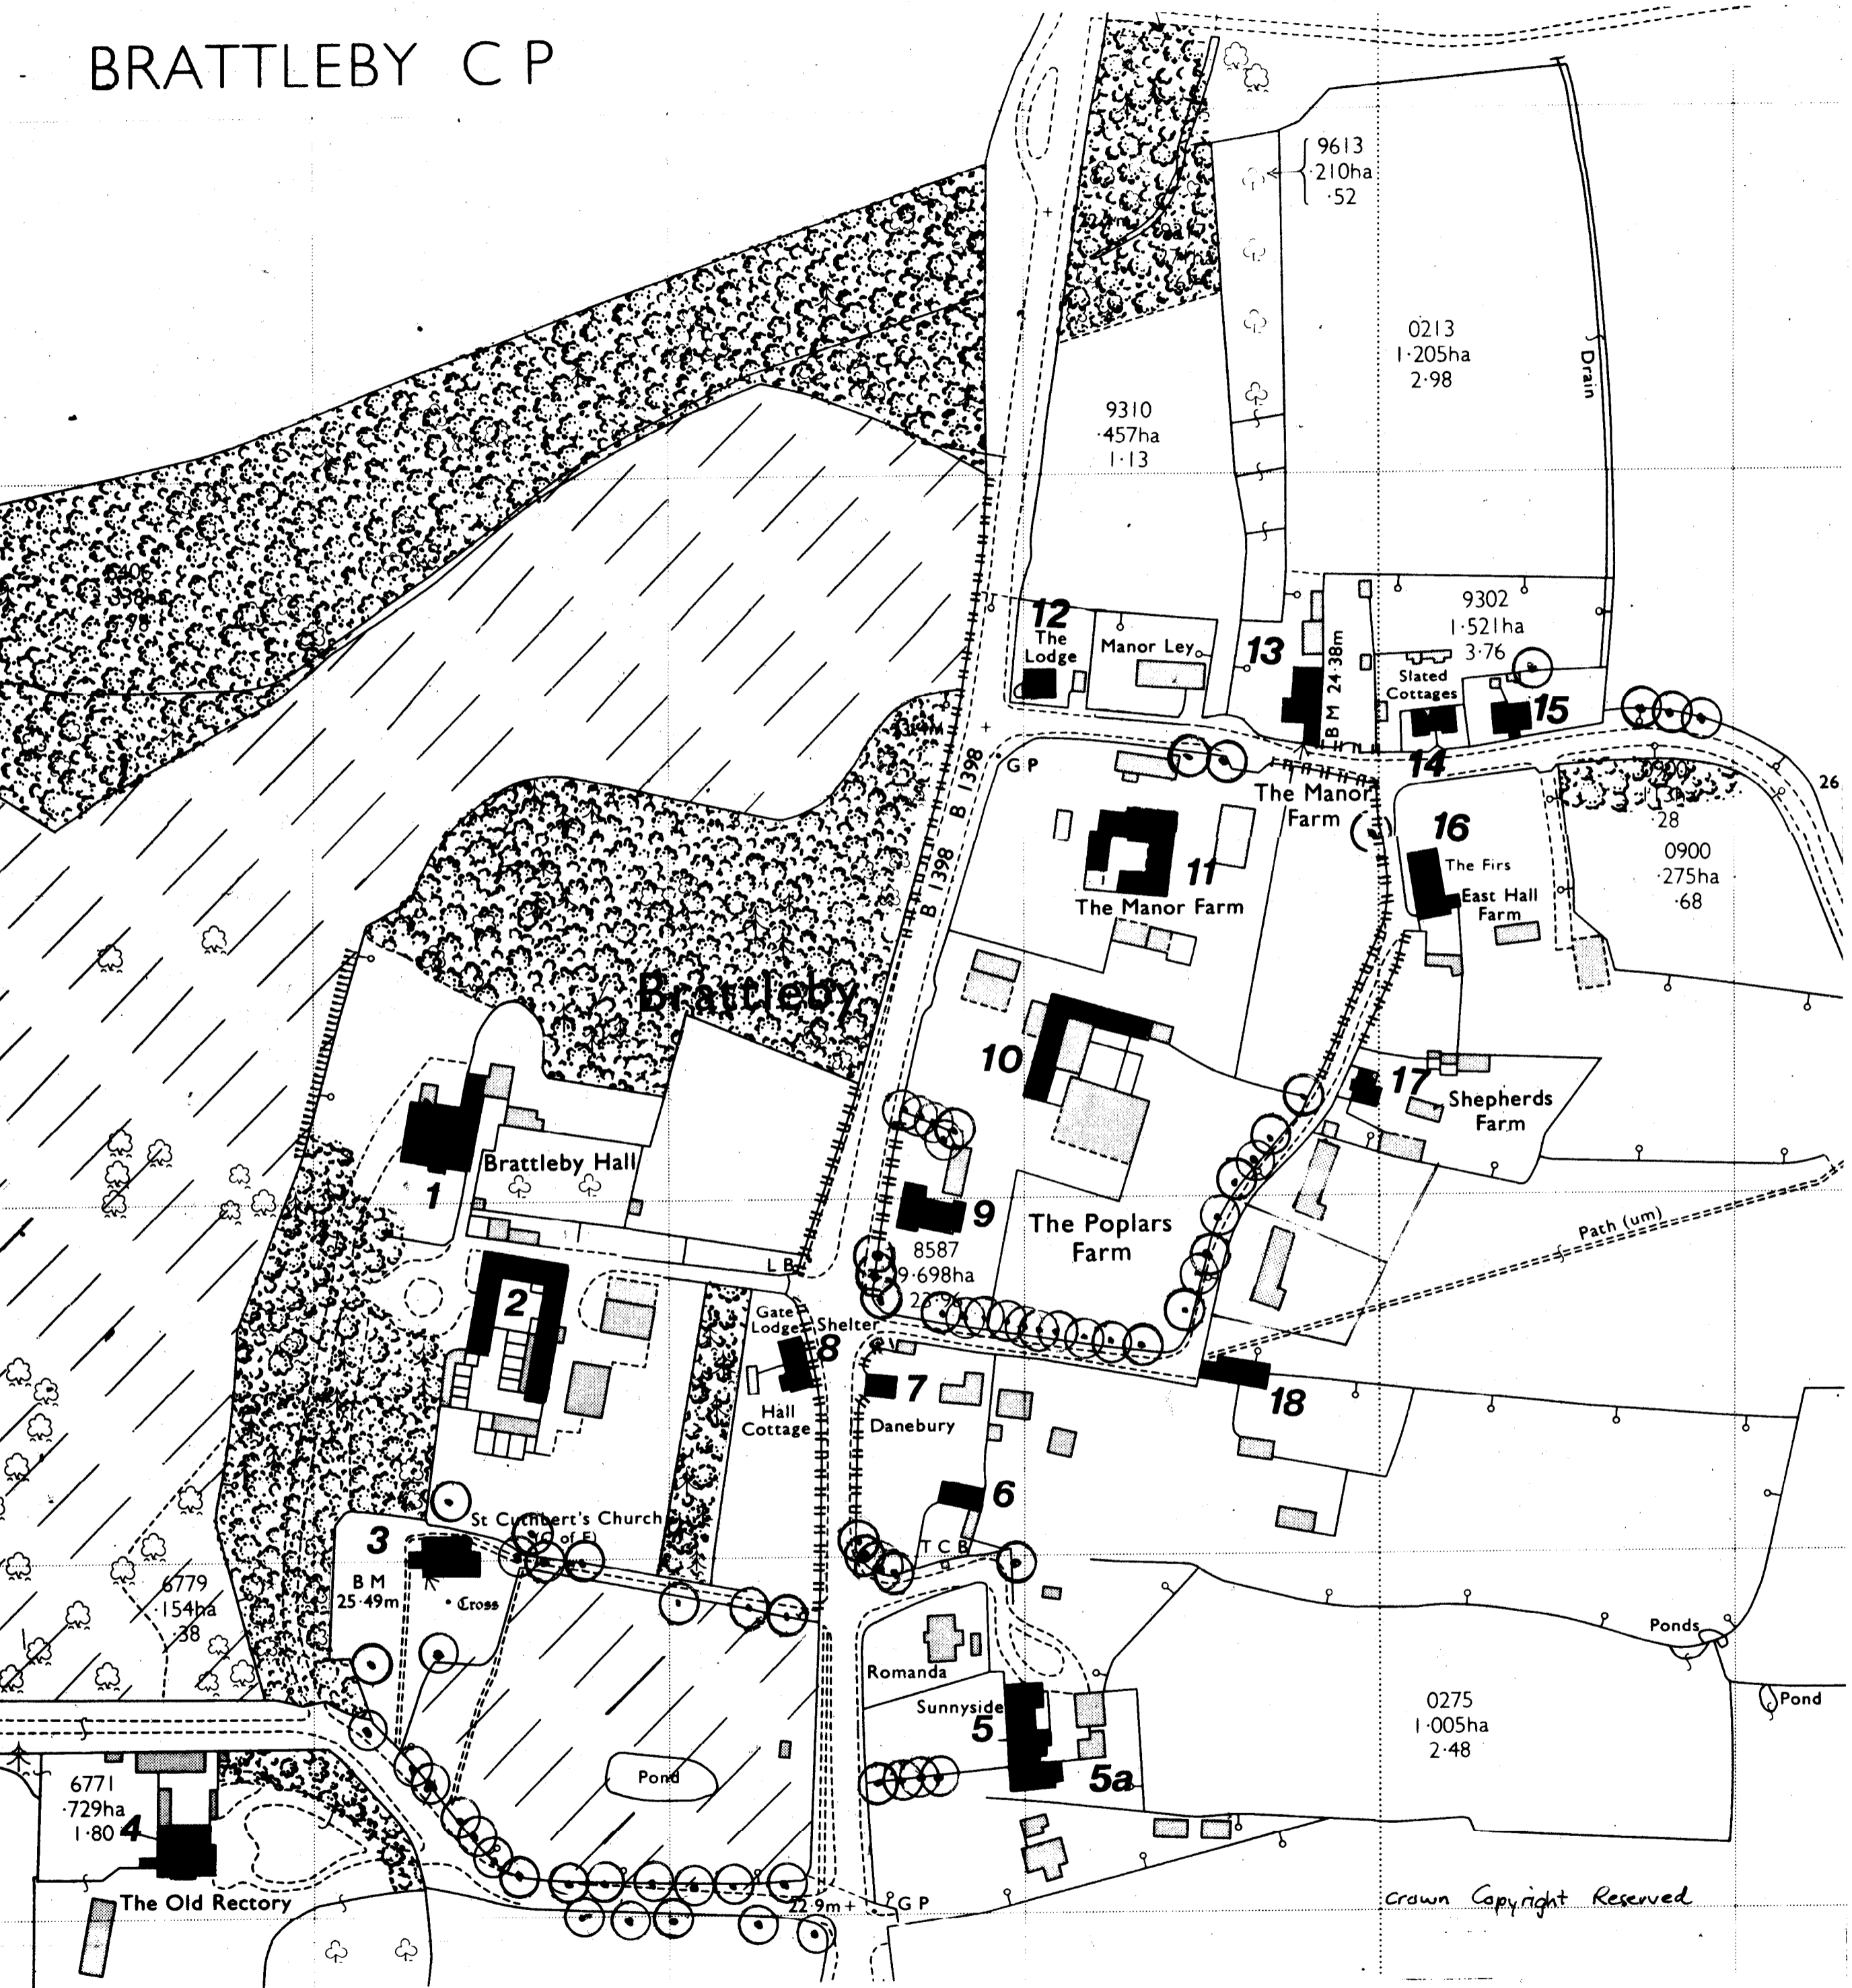 BRATTLEBY C P
9613
·210ha
·52
0213
1·205ha
2·98
Drain
9310
·457ha
1·13
9302
1·521ha
3·76
12
The
Lodge
Manor Ley
13
B M 24·38m
Slated
Cottages
15
14
B 1398
B 1398
G P
The Manor
Farm
16
The Firs
East Hall
Farm
·28
0900
·275ha
·68
26
11
The Manor Farm
Brattleby
10
17
Shepherds
Farm
Brattleby Hall
1
9
8587
9·698ha
The Poplars
Farm
Path (um)
L B
2
Gate
Lodge
Shelter
8
7
Danebury
Hall
Cottage
18
6
St Cuthbert's Church
(C of E)
3
T C B
B M
25·49m
Cross
6779
·154ha
·38
Romanda
Sunnyside
5
5a
Ponds
Pond
0275
1·005ha
2·48
Pond
6771
·729ha
1·80
4
The Old Rectory
22·9m
G P
Crown Copyright Reserved